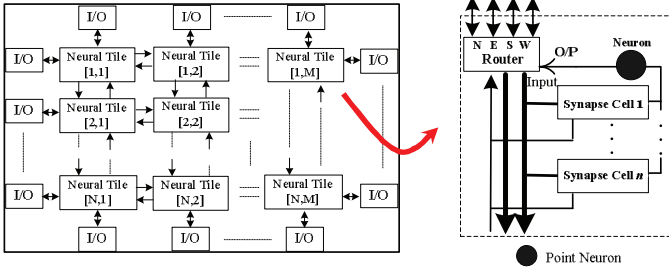 I/O I/O I/O
I/O Neural Tile Neural Tile Neural Tile I/O
[1,1] [1,2] [1,M]
I/O Neural Tile Neural Tile I/O
[2,1] [2,2]
I/O Neural Tile Neural Tile Neural Tile I/O
[N,1] [N,2] [N,M]
I/O I/O I/O
N E S W
Router
O/P
Neuron
Input
Synapse Cell 1
Synapse Cell n
Point Neuron